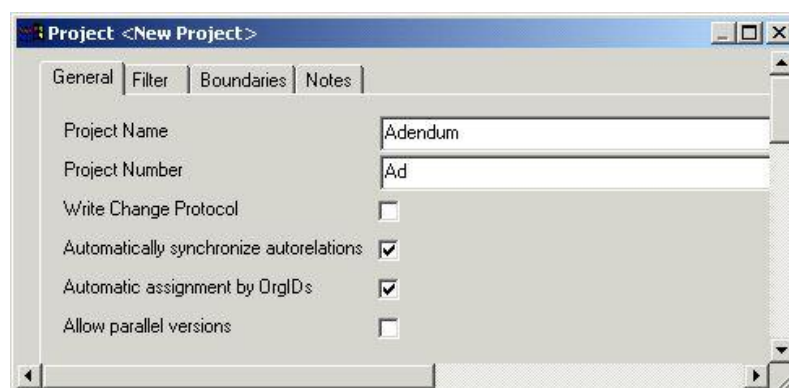 Project <New Project>
General Filter Boundaries Notes
Project Name Adendum
Project Number Ad
Write Change Protocol
Automatically synchronize autorelations
Automatic assignment by OrgIDs
Allow parallel versions